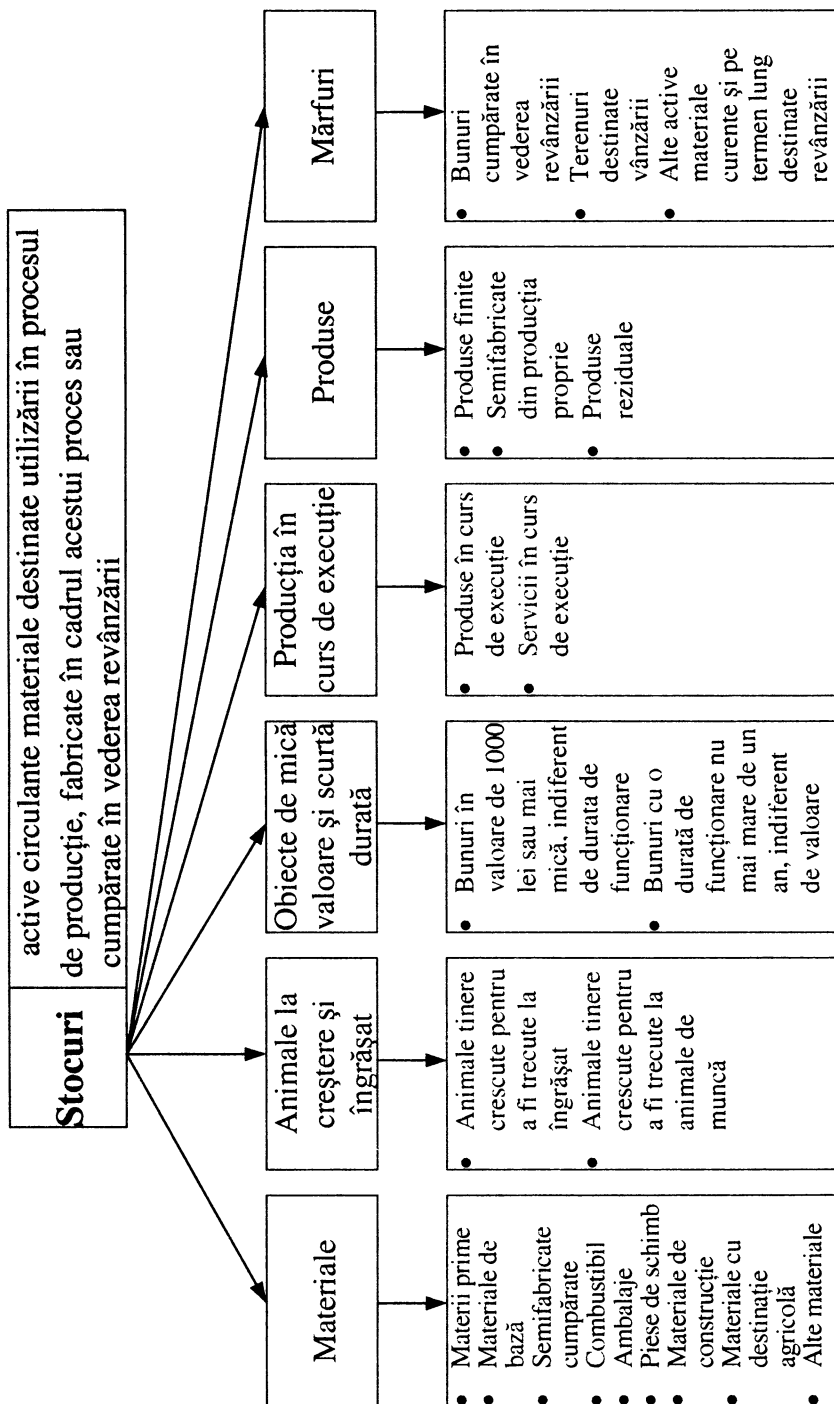 Stocuri
active circulante materiale destinate utilizării în procesul
de producție, fabricate în cadrul acestui proces sau
cumpărate în vederea revânzării
Materiale
Animale la
creștere și
îngrășat
Obiecte de mică
valoare și scurtă
durată
Producția în
curs de execuție
Produse
Mărfuri
• Materii prime
• Materiale de
bază
• Semifabricate
cumpărate
• Combustibil
• Ambalaje
• Piese de schimb
• Materiale de
construcție
• Materiale cu
destinație
agricolă
• Alte materiale
• Animale tinere
crescute pentru
a fi trecute la
îngrășat
• Animale tinere
crescute pentru
a fi trecute la
animale de
muncă
• Bunuri în
valoare de 1000
lei sau mai
mică, indiferent
de durata de
funcționare
• Bunuri cu o
durată de
funcționare nu
mai mare de un
an, indiferent
de valoare
• Produse în curs
de execuție
• Servicii în curs
de execuție
• Produse finite
• Semifabricate
din producția
proprie
• Produse
reziduale
• Bunuri
cumpărate în
vederea
revânzării
• Terenuri
destinate
vânzării
• Alte active
materiale
curente și pe
termen lung
destinate
revânzării